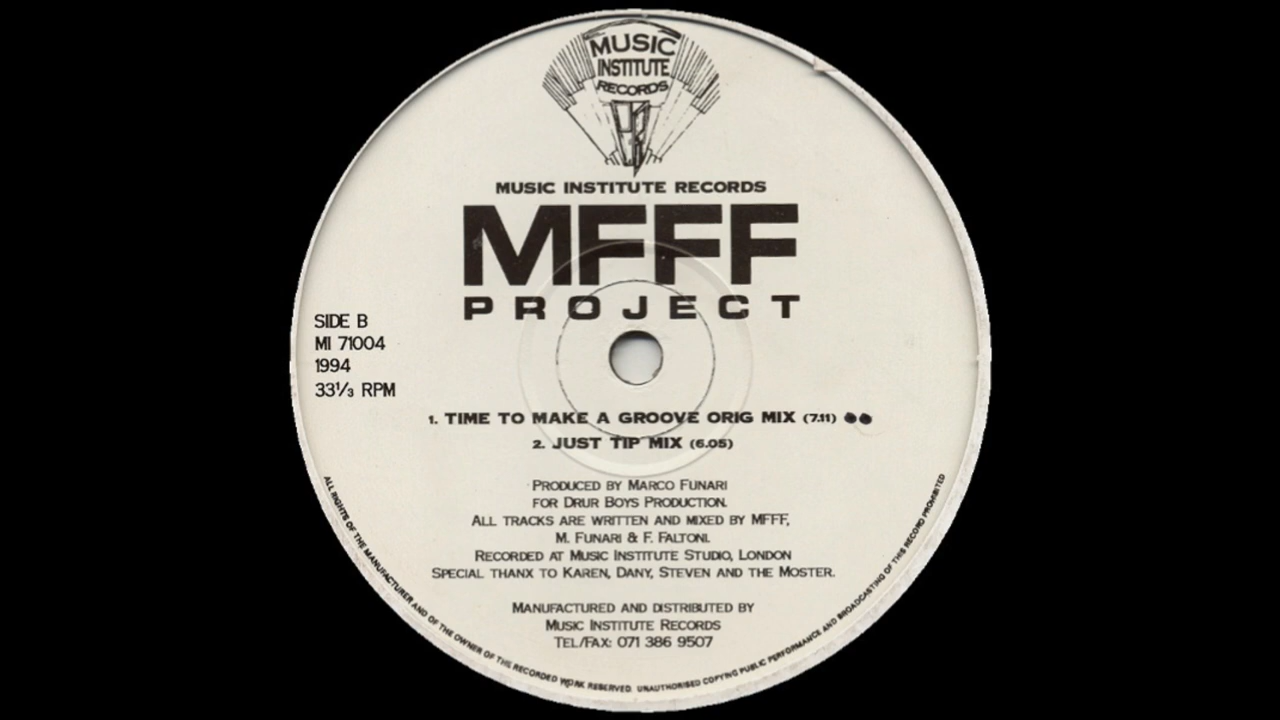 MUSIC
INSTITUTE
RECORDS
MUSIC INSTITUTE RECORDS
MFFF
PROJECT
SIDE B
MI 71004
1994
33⅓ RPM
1. TIME TO MAKE A GROOVE ORIG MIX (7.11)
2. JUST TIP MIX (6.05)
PRODUCED BY MARCO FUNARI
FOR DRUR BOYS PRODUCTION.
ALL TRACKS ARE WRITTEN AND MIXED BY MFFF,
M. FUNARI & F. FALTONI.
RECORDED AT MUSIC INSTITUTE STUDIO, LONDON
SPECIAL THANX TO KAREN, DANY, STEVEN AND THE MOSTER.
MANUFACTURED AND DISTRIBUTED BY
MUSIC INSTITUTE RECORDS
TEL/FAX: 071 386 9507
ALL RIGHTS OF THE MANUFACTURER AND OF THE OWNER OF THE RECORDED WORK RESERVED. UNAUTHORISED COPYING PUBLIC PERFORMANCE AND BROADCASTING OF THIS RECORD PROHIBITED